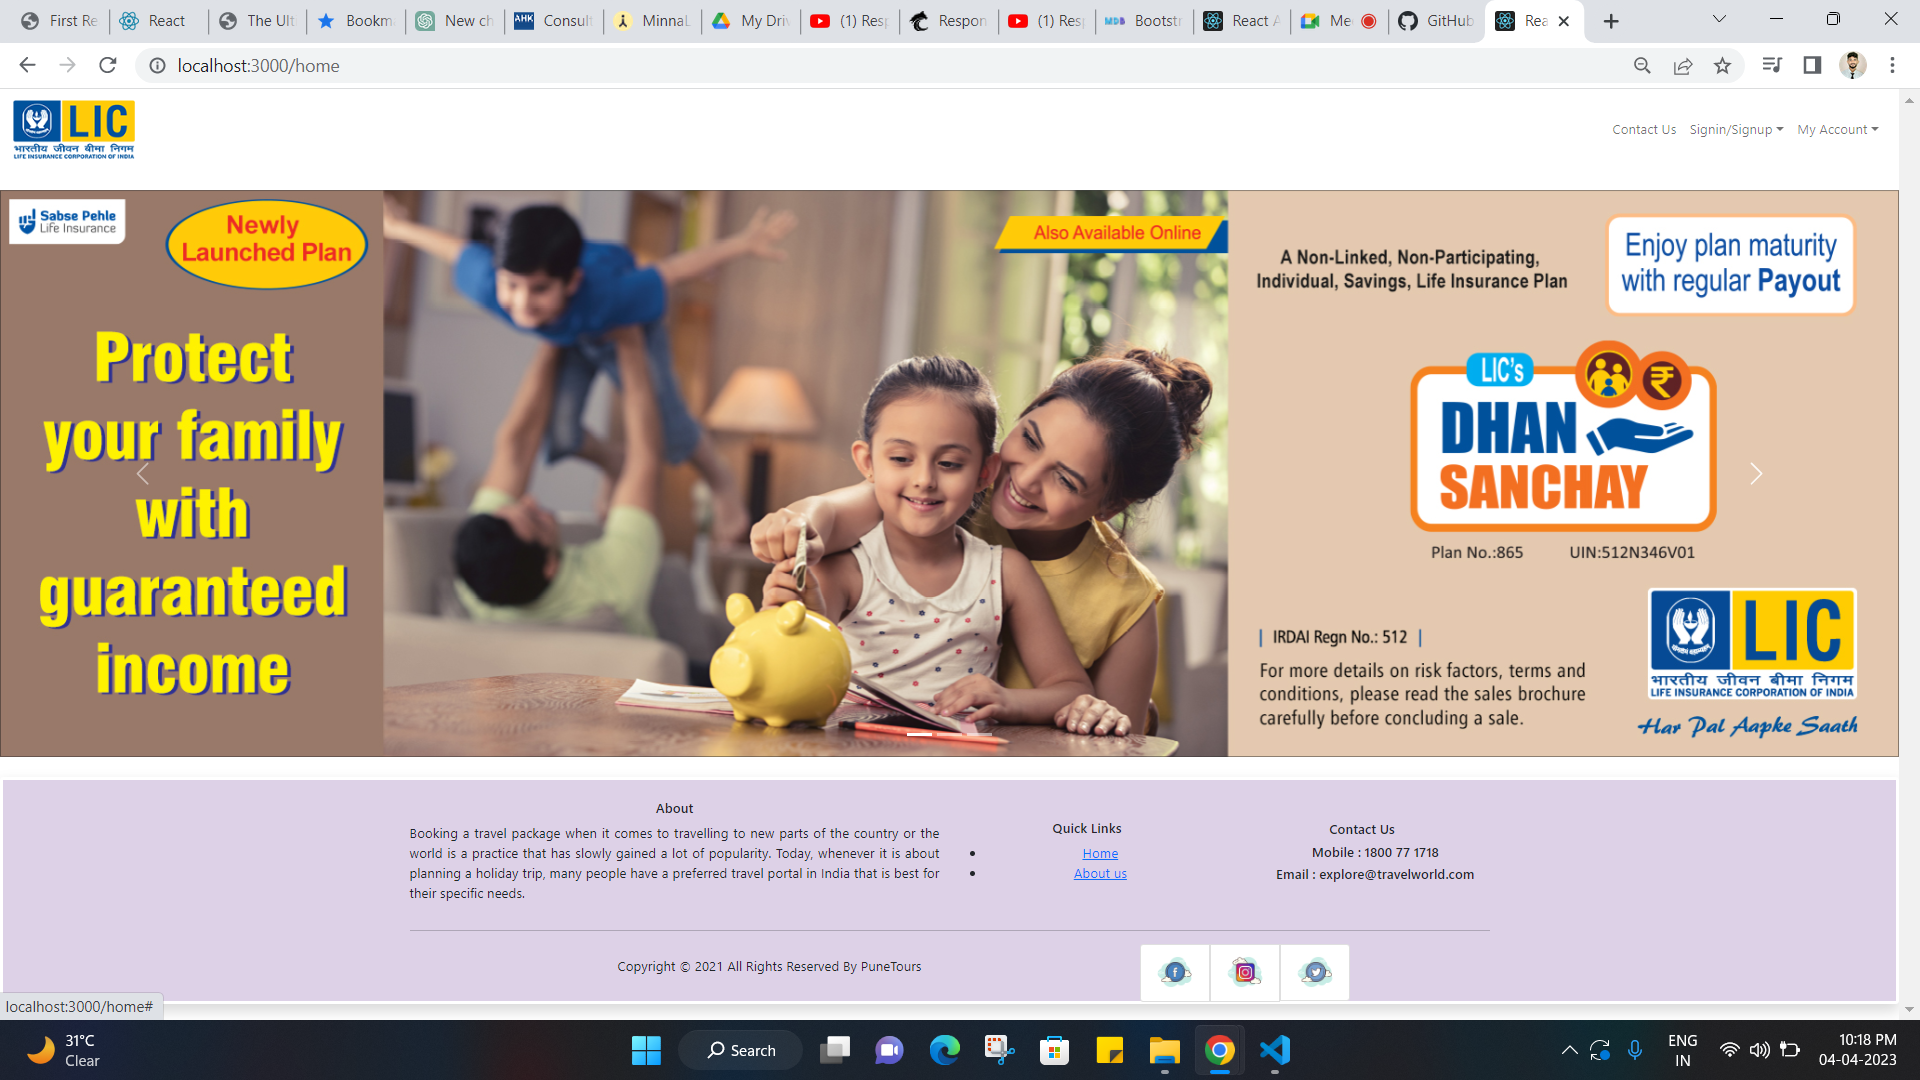 First Re
React
The Ult
Bookm
New ch
Consult
MinnaL
My Driv
(1) Resp
Respon
(1) Resp
Bootstr
React A
Me
GitHub
Rea
localhost:3000/home
LIC
भारतीय जीवन बीमा निगम
LIFE INSURANCE CORPORATION OF INDIA
Contact Us Signin/Signup My Account
Sabse Pehle
Life Insurance
Newly
Launched Plan
Protect
your family
with
guaranteed
income
Also Available Online
A Non-Linked, Non-Participating,
Individual, Savings, Life Insurance Plan
Enjoy plan maturity
with regular Payout
LIC's
DHAN
SANCHAY
Plan No.:865 UIN:512N346V01
| IRDAI Regn No.: 512 |
For more details on risk factors, terms and
conditions, please read the sales brochure
carefully before concluding a sale.
LIC
भारतीय जीवन बीमा निगम
LIFE INSURANCE CORPORATION OF INDIA
Har Pal Aapke Saath
About
Booking a travel package when it comes to travelling to new parts of the country or the
world is a practice that has slowly gained a lot of popularity. Today, whenever it is about
planning a holiday trip, many people have a preferred travel portal in India that is best for
their specific needs.
Quick Links
Home
About us
Contact Us
Mobile : 1800 77 1718
Email : explore@travelworld.com
Copyright © 2021 All Rights Reserved By PuneTours
localhost:3000/home#
31°C
Clear
Search
ENG
IN
10:18 PM
04-04-2023